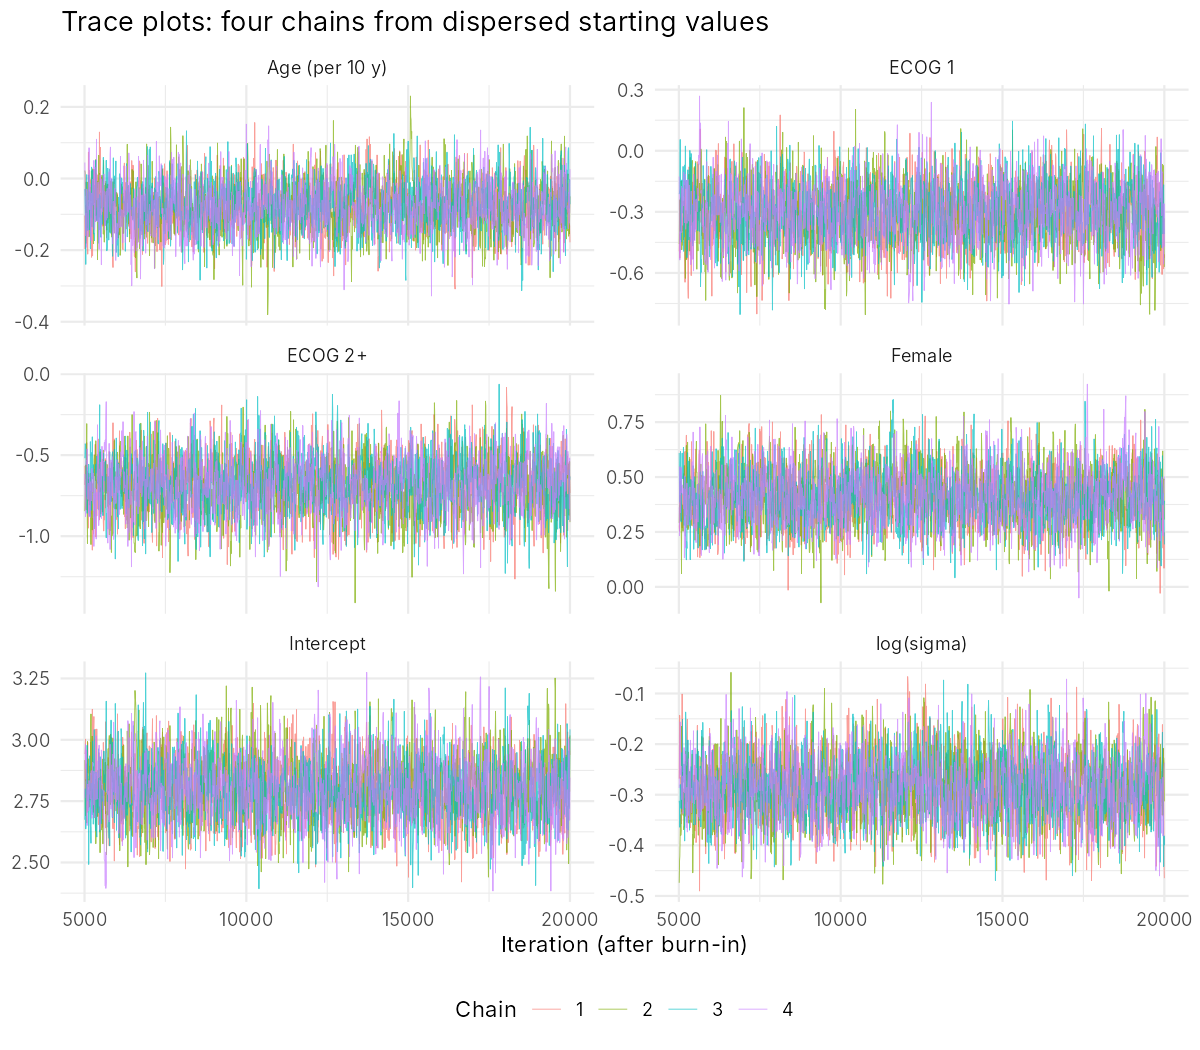 Trace plots: four chains from dispersed starting values
Age (per 10 y)
ECOG 1
0.2
0.0
-0.2
-0.4
0.3
0.0
-0.3
-0.6
ECOG 2+
Female
0.0
-0.5
-1.0
0.75
0.50
0.25
0.00
Intercept
log(sigma)
3.25
3.00
2.75
2.50
-0.1
-0.2
-0.3
-0.4
-0.5
5000 10000 15000 20000
5000 10000 15000 20000
Iteration (after burn-in)
Chain 1 2 3 4